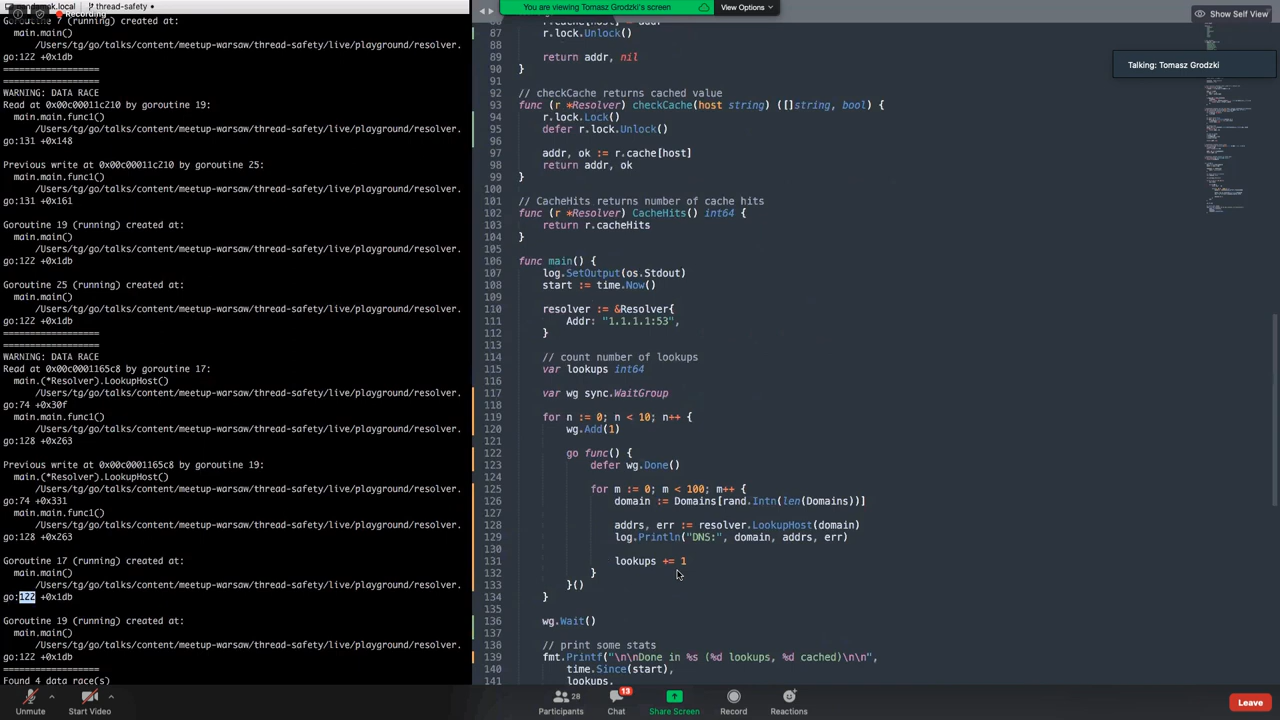 thread-safety
Recording
Goroutine 7 (running) created at:
main.main()
/Users/tg/go/talks/content/meetup-warsaw/thread-safety/live/playground/resolver.
go:122 +0x1db
==================
==================
WARNING: DATA RACE
Read at 0x00c00011c210 by goroutine 19:
main.main.func1()
/Users/tg/go/talks/content/meetup-warsaw/thread-safety/live/playground/resolver.
go:131 +0x148
Previous write at 0x00c00011c210 by goroutine 25:
main.main.func1()
/Users/tg/go/talks/content/meetup-warsaw/thread-safety/live/playground/resolver.
go:131 +0x161
Goroutine 19 (running) created at:
main.main()
/Users/tg/go/talks/content/meetup-warsaw/thread-safety/live/playground/resolver.
go:122 +0x1db
Goroutine 25 (running) created at:
main.main()
/Users/tg/go/talks/content/meetup-warsaw/thread-safety/live/playground/resolver.
go:122 +0x1db
==================
==================
WARNING: DATA RACE
Read at 0x00c0001165c8 by goroutine 17:
main.(*Resolver).LookupHost()
/Users/tg/go/talks/content/meetup-warsaw/thread-safety/live/playground/resolver.
go:74 +0x30f
main.main.func1()
/Users/tg/go/talks/content/meetup-warsaw/thread-safety/live/playground/resolver.
go:128 +0x263
Previous write at 0x00c0001165c8 by goroutine 19:
main.(*Resolver).LookupHost()
/Users/tg/go/talks/content/meetup-warsaw/thread-safety/live/playground/resolver.
go:74 +0x331
main.main.func1()
/Users/tg/go/talks/content/meetup-warsaw/thread-safety/live/playground/resolver.
go:128 +0x263
Goroutine 17 (running) created at:
main.main()
/Users/tg/go/talks/content/meetup-warsaw/thread-safety/live/playground/resolver.
go:122 +0x1db
Goroutine 19 (running) created at:
main.main()
/Users/tg/go/talks/content/meetup-warsaw/thread-safety/live/playground/resolver.
go:122 +0x1db
==================
Found 4 data race(s)
You are viewing Tomasz Grodzki's screen
View Options
Show Self View
Talking: Tomasz Grodzki
87 r.lock.Unlock()
88
89 return addr, nil
90 }
91
92 // checkCache returns cached value
93 func (r *Resolver) checkCache(host string) ([]string, bool) {
94 r.lock.Lock()
95 defer r.lock.Unlock()
96
97 addr, ok := r.cache[host]
98 return addr, ok
99 }
100
101 // CacheHits returns number of cache hits
102 func (r *Resolver) CacheHits() int64 {
103 return r.cacheHits
104 }
105
106 func main() {
107 log.SetOutput(os.Stdout)
108 start := time.Now()
109
110 resolver := &Resolver{
111 Addr: "1.1.1.1:53",
112 }
113
114 // count number of lookups
115 var lookups int64
116
117 var wg sync.WaitGroup
118
119 for n := 0; n < 10; n++ {
120 wg.Add(1)
121
122 go func() {
123 defer wg.Done()
124
125 for m := 0; m < 100; m++ {
126 domain := Domains[rand.Intn(len(Domains))]
127
128 addrs, err := resolver.LookupHost(domain)
129 log.Println("DNS:", domain, addrs, err)
130
131 lookups += 1
132 }
133 }()
134 }
135
136 wg.Wait()
137
138 // print some stats
139 fmt.Printf("\n\nDone in %s (%d lookups, %d cached)\n\n",
140 time.Since(start),
141 lookups,
Unmute
Start Video
28
Participants
13
Chat
Share Screen
Record
Reactions
Leave